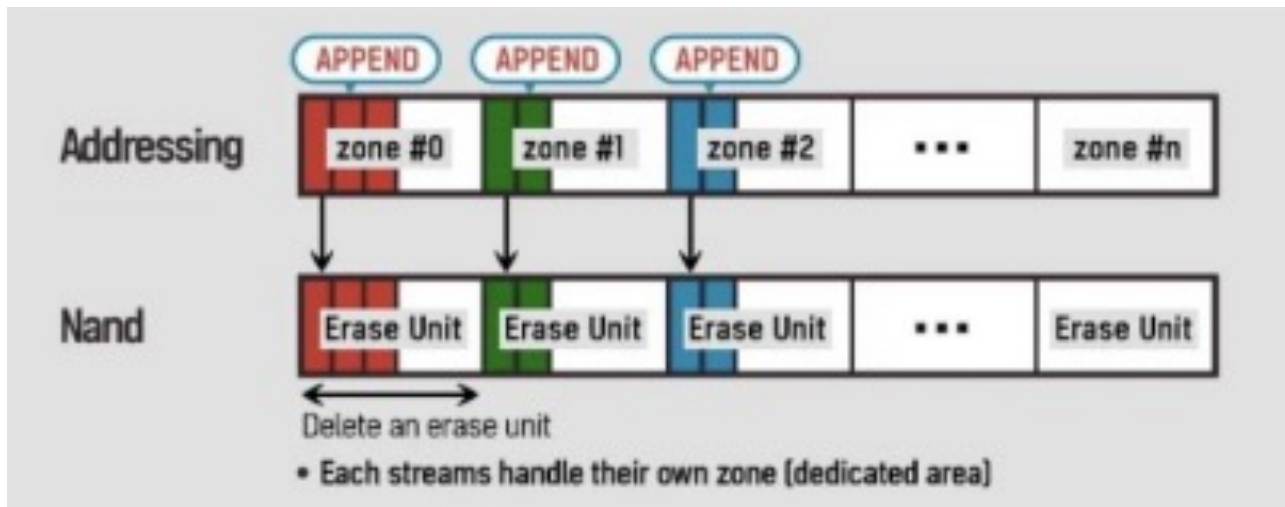 APPEND APPEND APPEND
Addressing zone #0 zone #1 zone #2 ... zone #n
Nand Erase Unit Erase Unit Erase Unit ... Erase Unit
Delete an erase unit
• Each streams handle their own zone (dedicated area)